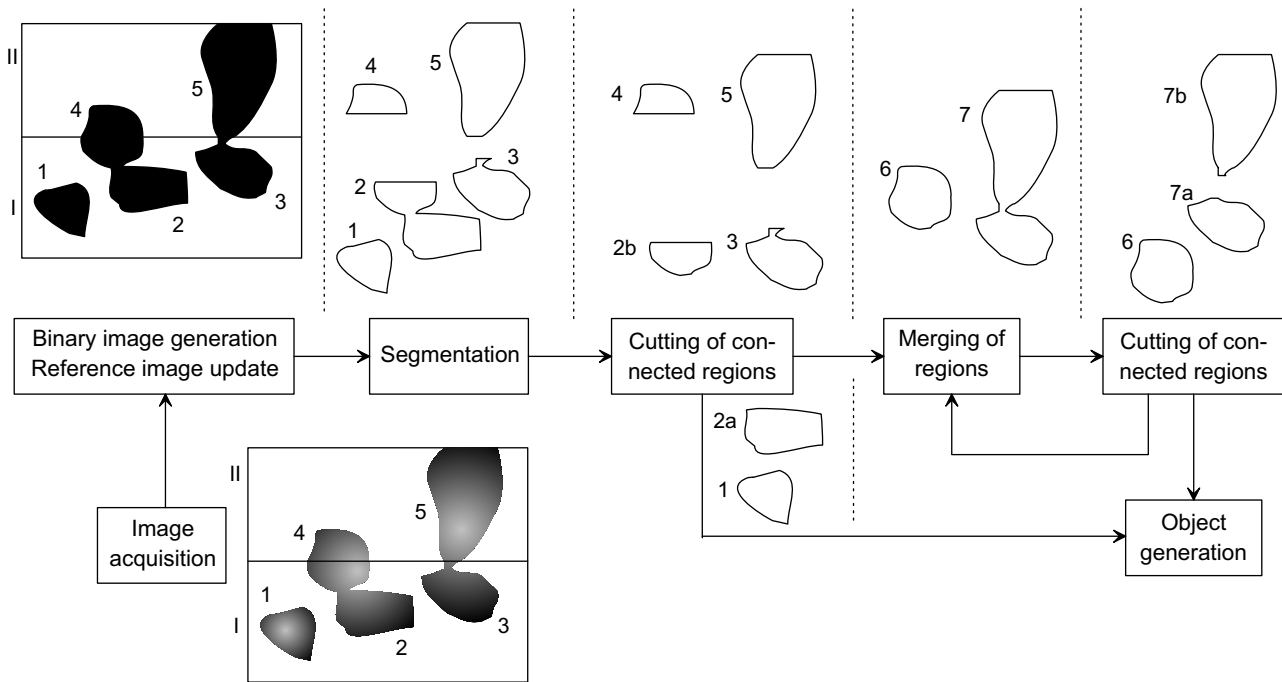 II
5
4
1
I
2
3
4
5
3
2
1
4
5
2b
3
7
6
7b
7a
6
Binary image generation
Reference image update
Segmentation
Cutting of con-
nected regions
Merging of
regions
Cutting of con-
nected regions
2a
1
Image
acquisition
II
5
4
1
I
2
3
Object
generation